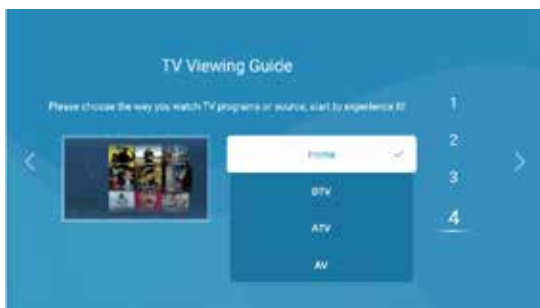 TV Viewing Guide
Please choose the way you watch TV programs or source, start to experience it!
Home
DTV
ATV
AV
1
2
3
4